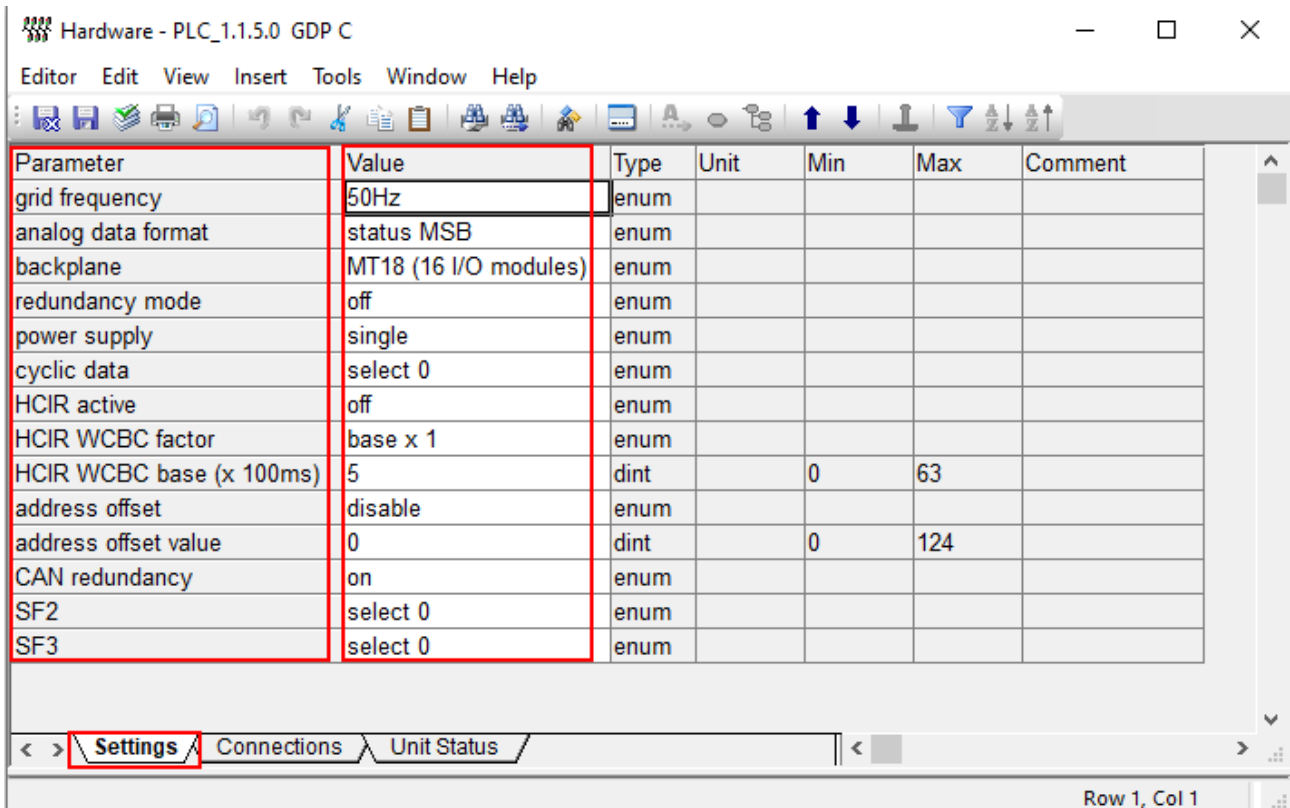 Hardware - PLC_1.1.5.0 GDP C
Editor Edit View Insert Tools Window Help
Parameter Value Type Unit Min Max Comment
grid frequency 50Hz enum
analog data format status MSB enum
backplane MT18 (16 I/O modules) enum
redundancy mode off enum
power supply single enum
cyclic data select 0 enum
HCIR active off enum
HCIR WCBC factor base x 1 enum
HCIR WCBC base (x 100ms) 5 dint 0 63
address offset disable enum
address offset value 0 dint 0 124
CAN redundancy on enum
SF2 select 0 enum
SF3 select 0 enum
Settings Connections Unit Status
Row 1, Col 1